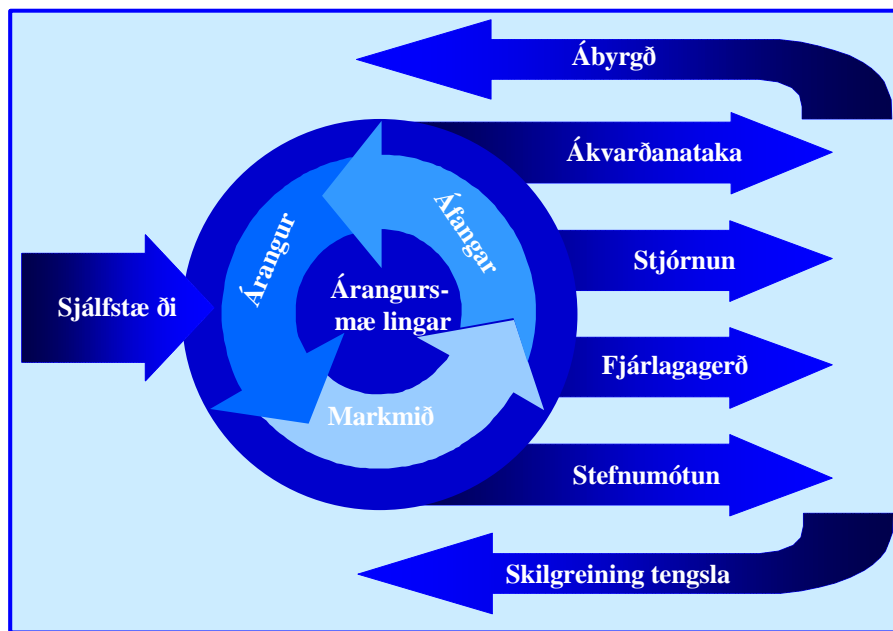 Ábyrgð
Ákvarðanataka
Áfangar
Árangur
Stjórnun
Sjálfstæ ði
Árangurs-
mæ lingar
Fjárlagagerð
Markmið
Stefnumótun
Skilgreining tengsla